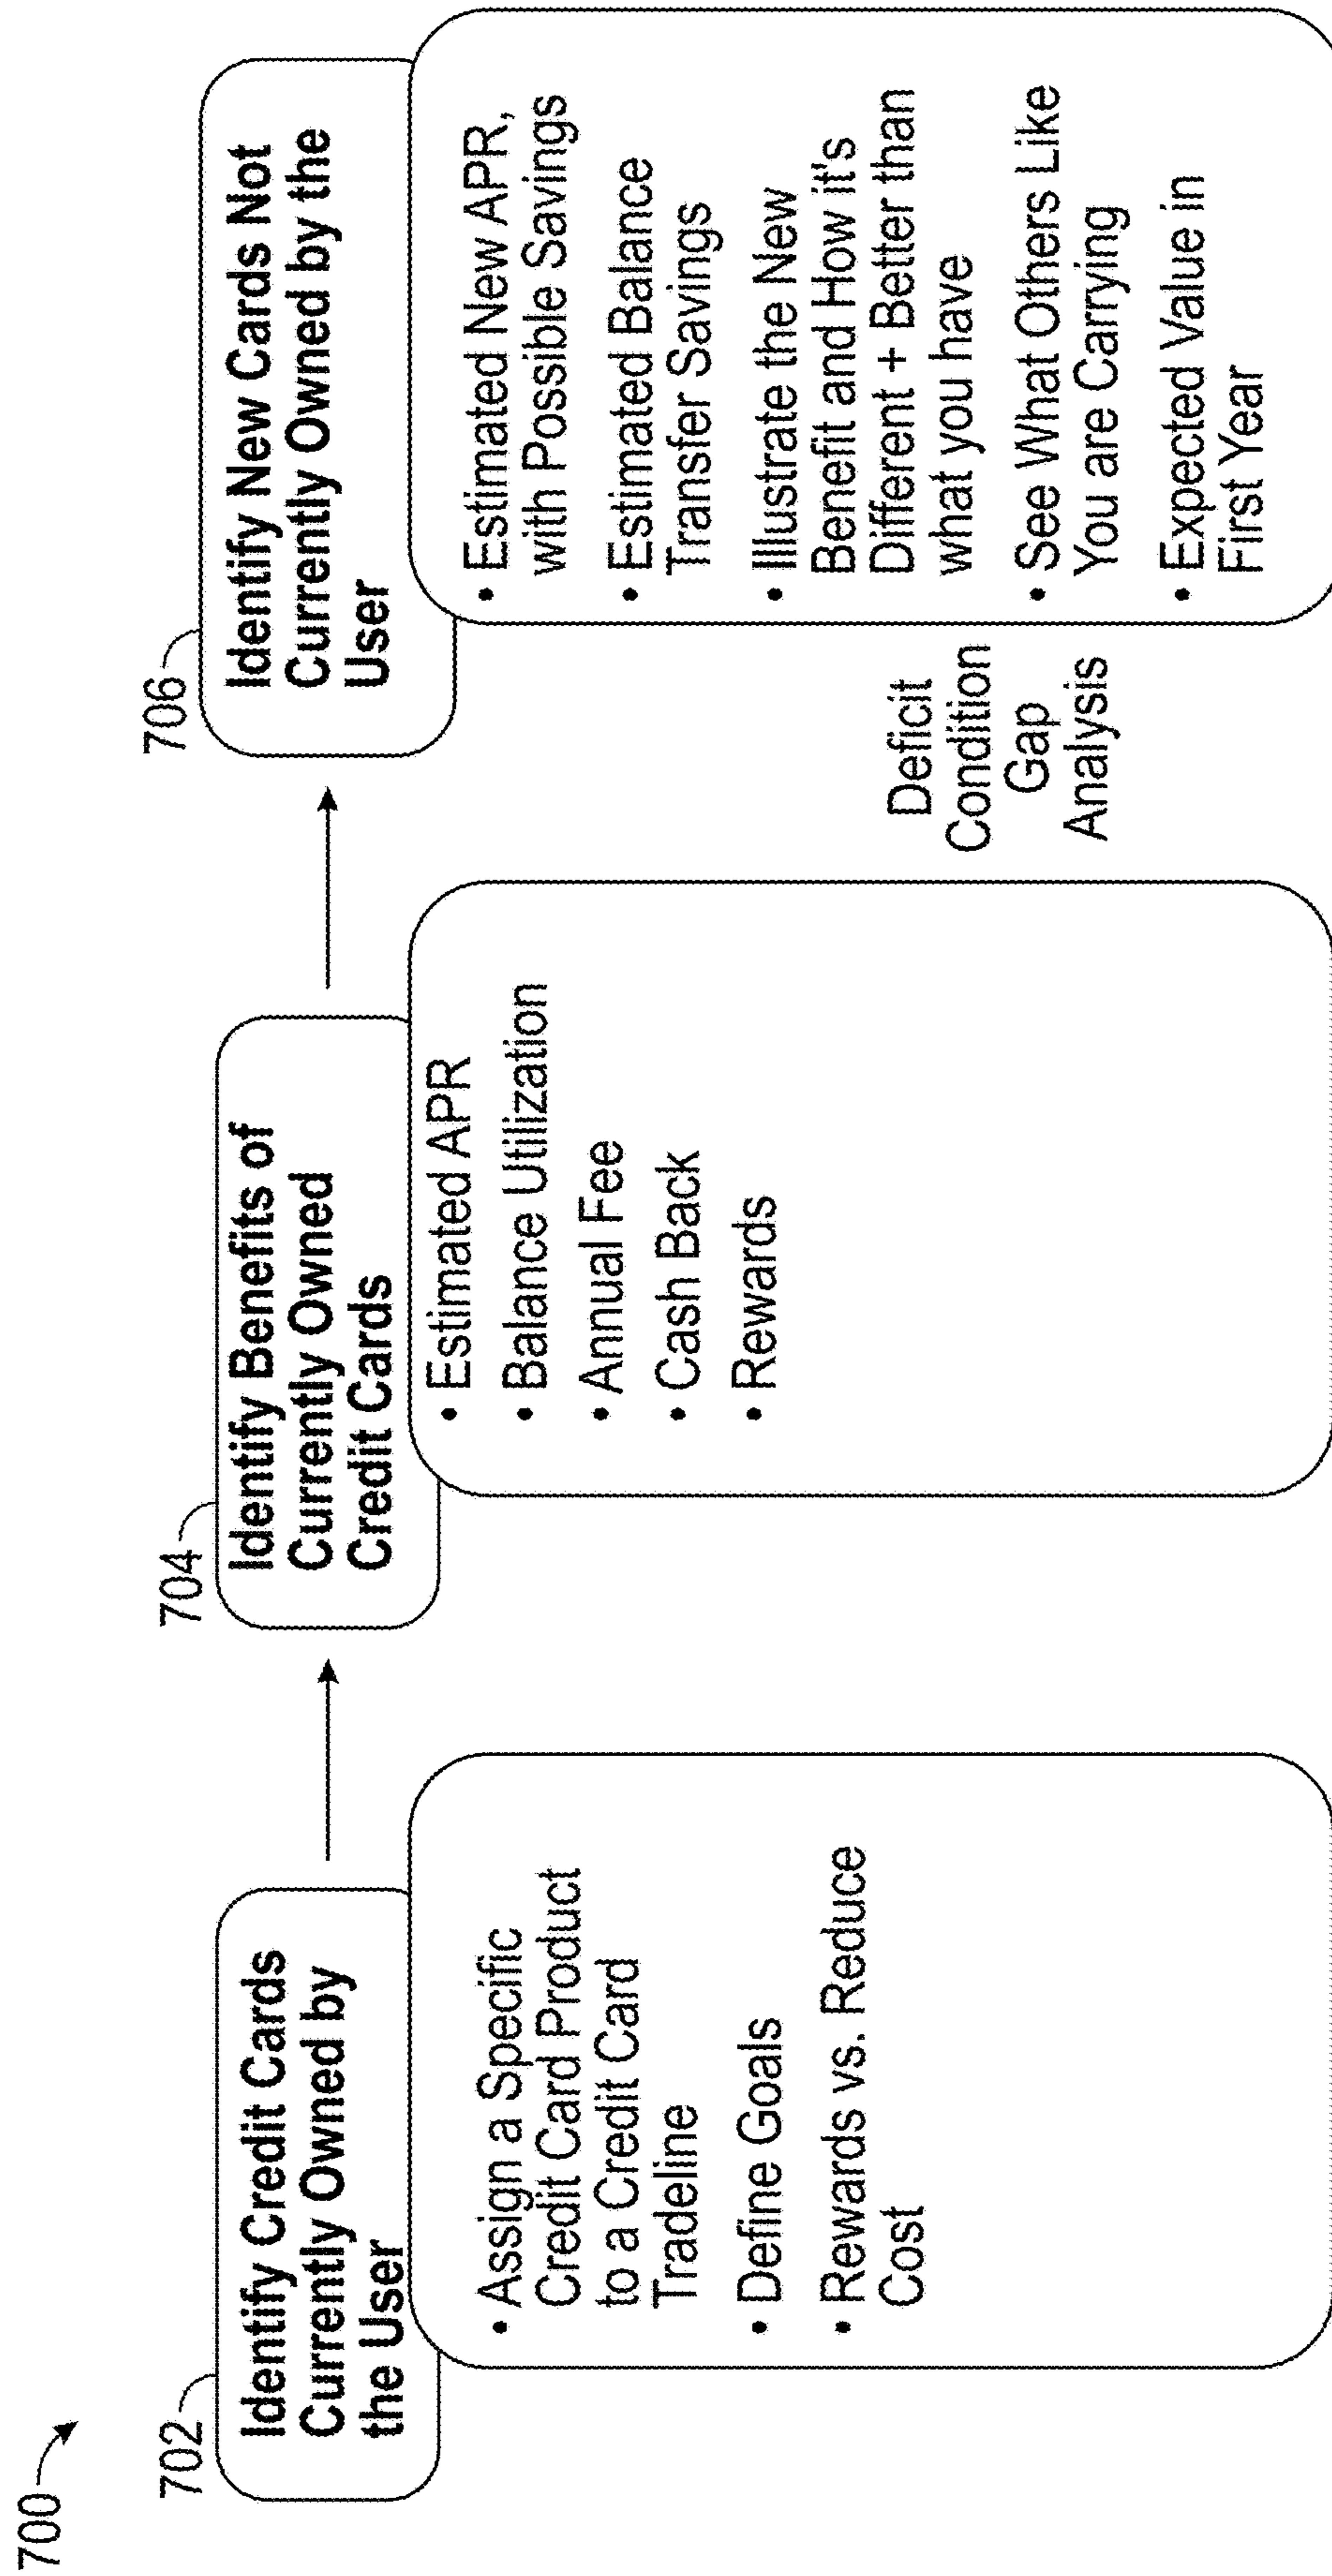 700
702
Identify Credit Cards
Currently Owned by
the User
• Assign a Specific
Credit Card Product
to a Credit Card
Tradeline
• Define Goals
• Rewards vs. Reduce
Cost
704
Identify Benefits of
Currently Owned
Credit Cards
• Estimated APR
• Balance Utilization
• Annual Fee
• Cash Back
• Rewards
Deficit
Condition
Gap
Analysis
706
Identify New Cards Not
Currently Owned by the
User
• Estimated New APR,
with Possible Savings
• Estimated Balance
Transfer Savings
• Illustrate the New
Benefit and How it's
Different + Better than
what you have
• See What Others Like
You are Carrying
• Expected Value in
First Year